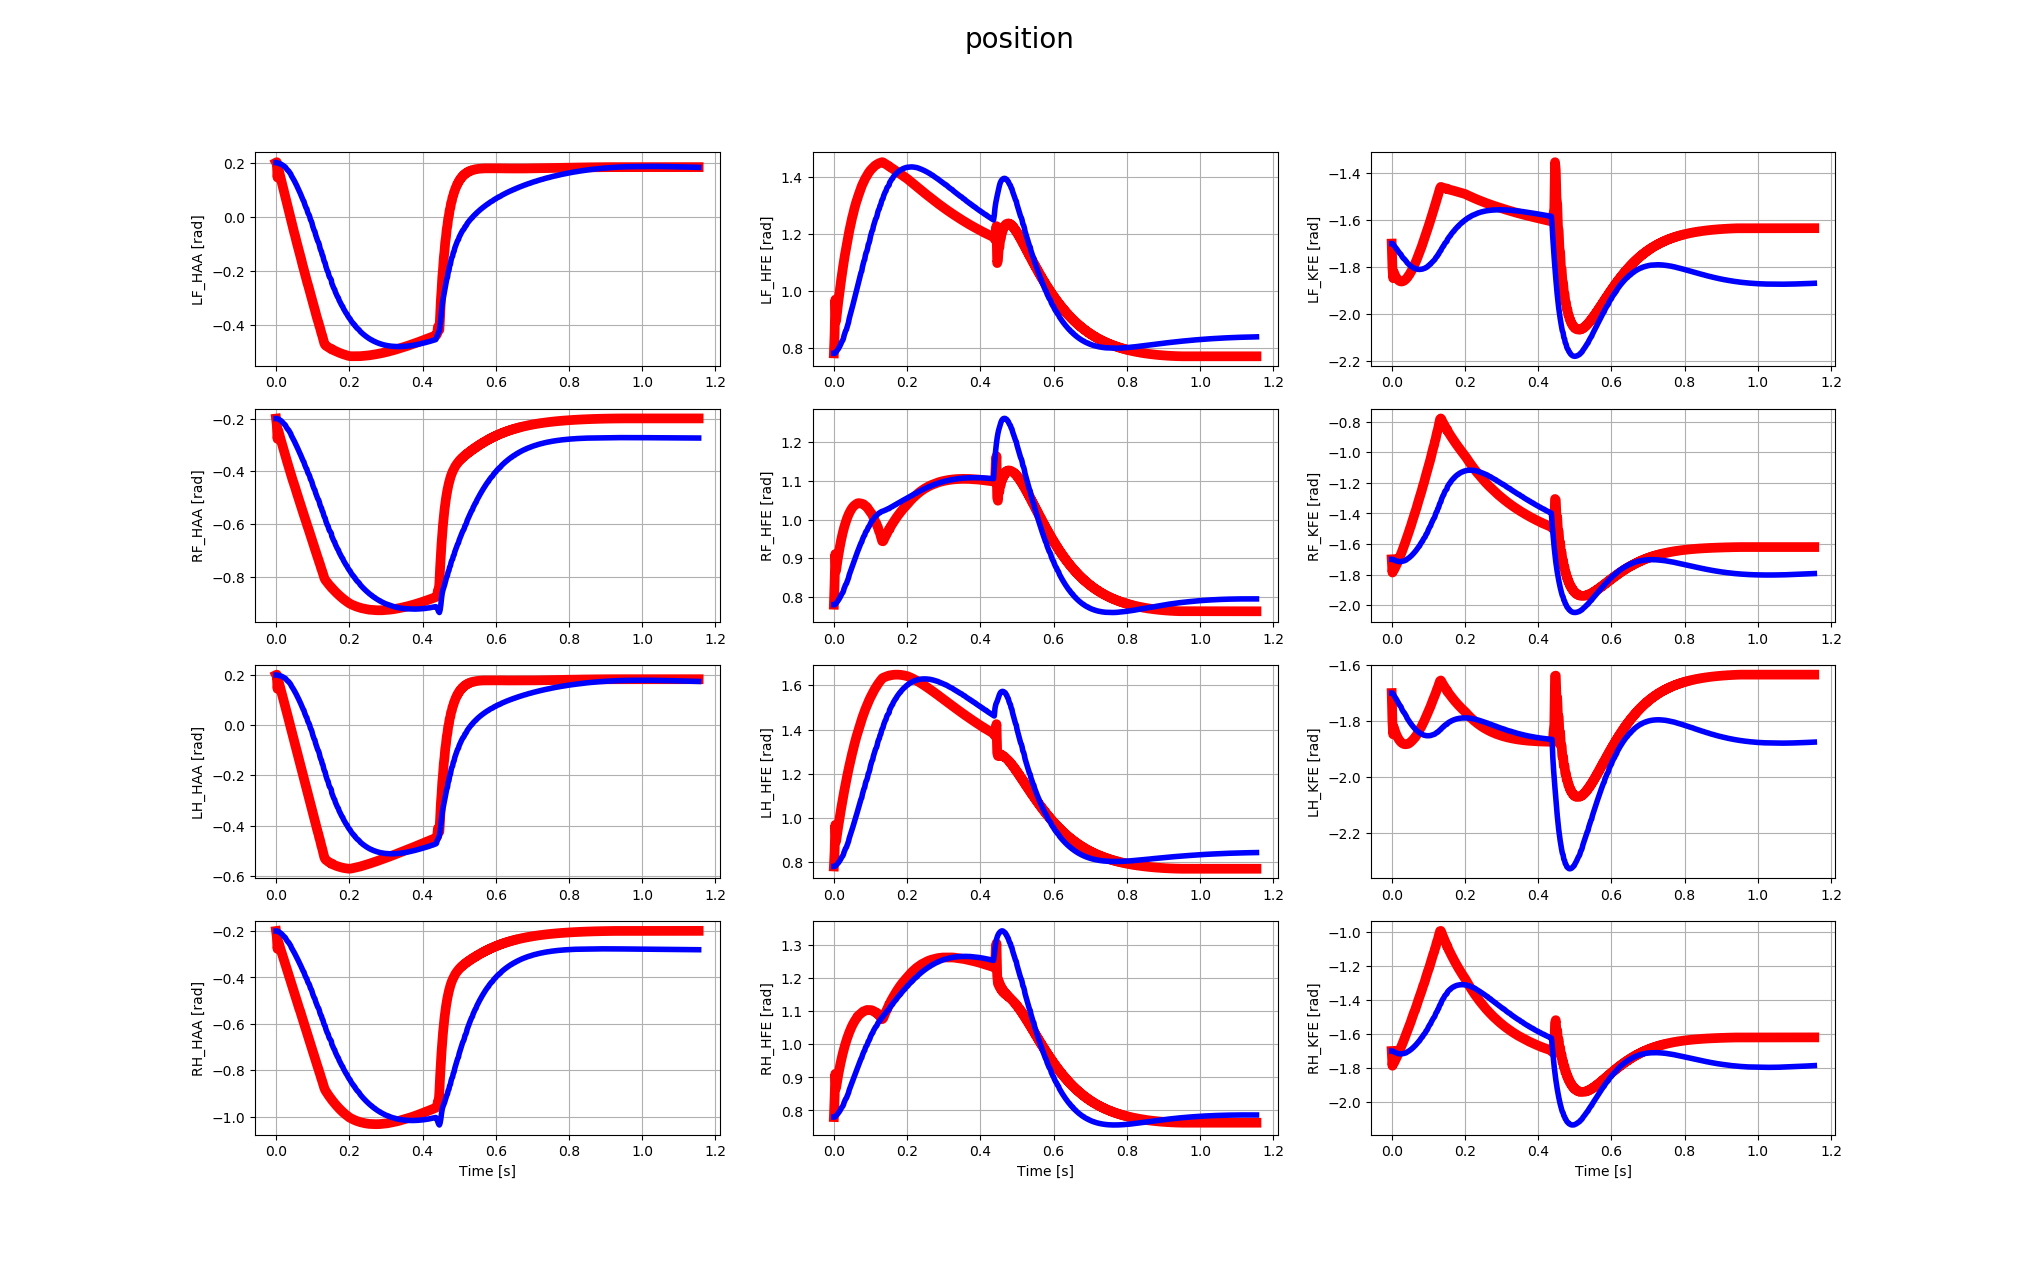 position
LF_HAA [rad]
0.2
0.0
−0.2
−0.4
0.0 0.2 0.4 0.6 0.8 1.0 1.2
LF_HFE [rad]
1.4
1.2
1.0
0.8
0.0 0.2 0.4 0.6 0.8 1.0 1.2
LF_KFE [rad]
−1.4
−1.6
−1.8
−2.0
−2.2
0.0 0.2 0.4 0.6 0.8 1.0 1.2
RF_HAA [rad]
−0.2
−0.4
−0.6
−0.8
0.0 0.2 0.4 0.6 0.8 1.0 1.2
RF_HFE [rad]
1.2
1.1
1.0
0.9
0.8
0.0 0.2 0.4 0.6 0.8 1.0 1.2
RF_KFE [rad]
−0.8
−1.0
−1.2
−1.4
−1.6
−1.8
−2.0
0.0 0.2 0.4 0.6 0.8 1.0 1.2
LH_HAA [rad]
0.2
0.0
−0.2
−0.4
−0.6
0.0 0.2 0.4 0.6 0.8 1.0 1.2
LH_HFE [rad]
1.6
1.4
1.2
1.0
0.8
0.0 0.2 0.4 0.6 0.8 1.0 1.2
LH_KFE [rad]
−1.6
−1.8
−2.0
−2.2
0.0 0.2 0.4 0.6 0.8 1.0 1.2
RH_HAA [rad]
−0.2
−0.4
−0.6
−0.8
−1.0
0.0 0.2 0.4 0.6 0.8 1.0 1.2
Time [s]
RH_HFE [rad]
1.3
1.2
1.1
1.0
0.9
0.8
0.0 0.2 0.4 0.6 0.8 1.0 1.2
Time [s]
RH_KFE [rad]
−1.0
−1.2
−1.4
−1.6
−1.8
−2.0
0.0 0.2 0.4 0.6 0.8 1.0 1.2
Time [s]